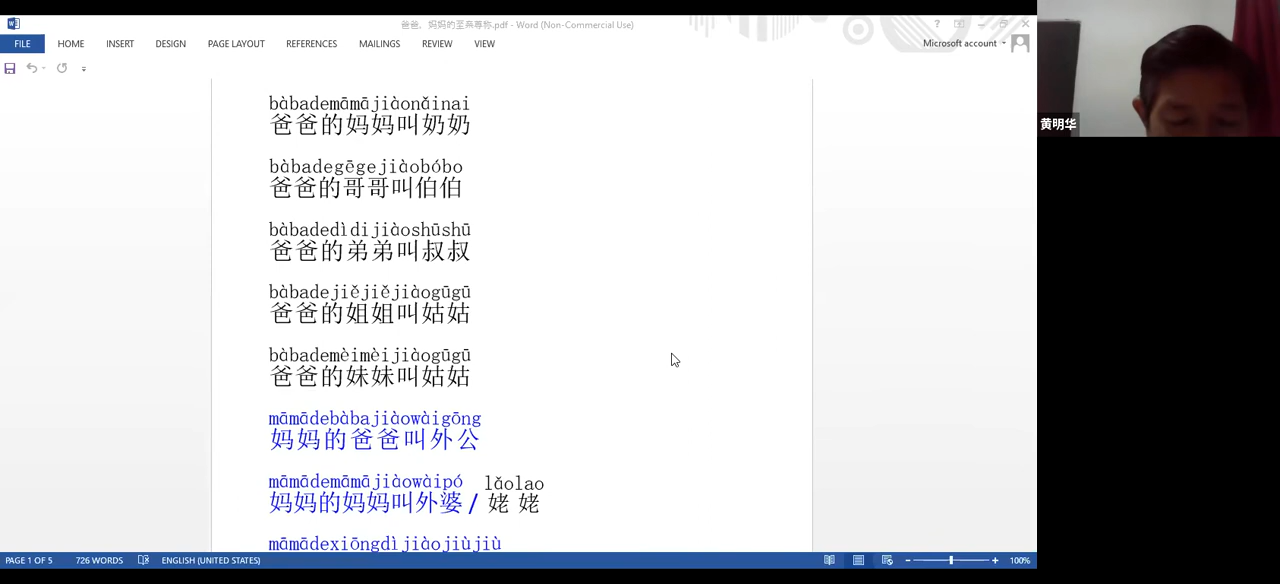 爸爸、妈妈的至亲尊称.pdf - Word (Non-Commercial Use)
FILE HOME INSERT DESIGN PAGE LAYOUT REFERENCES MAILINGS REVIEW VIEW
Microsoft account
bàbademāmājiàonǎinai
爸爸的妈妈叫奶奶
bàbadegēgejiàobóbo
爸爸的哥哥叫伯伯
bàbadedìdijiàoshūshū
爸爸的弟弟叫叔叔
bàbadejiějiějiàogūgū
爸爸的姐姐叫姑姑
bàbademèimèijiàogūgū
爸爸的妹妹叫姑姑
māmādebàbajiàowàigōng
妈妈的爸爸叫外公
māmādemāmājiàowàipó lǎolao
妈妈的妈妈叫外婆 / 姥姥
māmādexiōngdìjiàojiùjiù
PAGE 1 OF 5 726 WORDS ENGLISH (UNITED STATES) 100%
黄明华